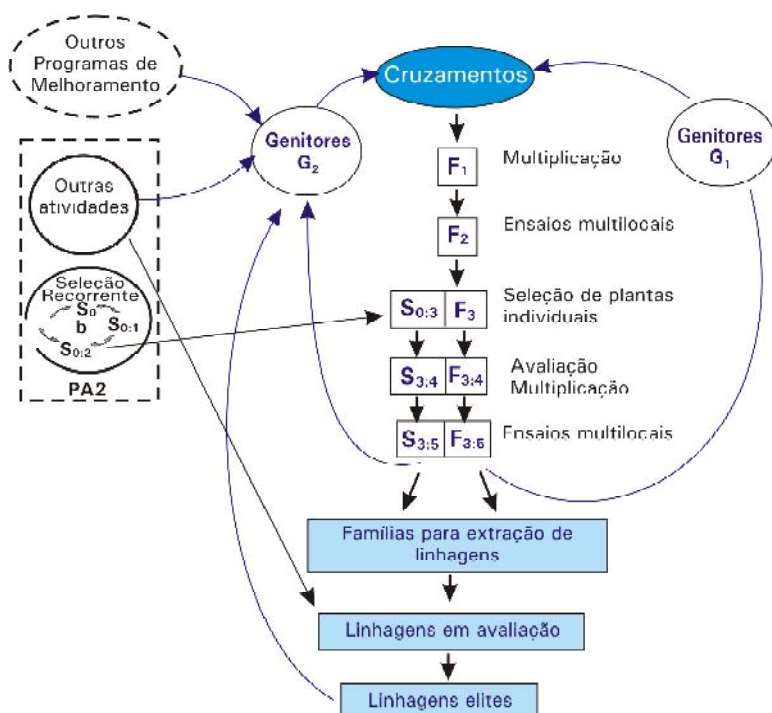 Outros
Programas de
Melhoramento
Cruzamentos
Genitores
G2
Genitores
G1
F1
Multiplicação
Outras
atividades
F2
Ensaios multilocais
Seleção
Recorrente
S0
b
S0:1
S0:2
PA2
S0:3 F3
Seleção de plantas
individuais
S3:4 F3:4
Avaliação
Multiplicação
S3:5 F3:6
Ensaios multilocais
Famílias para extração de
linhagens
Linhagens em avaliação
Linhagens elites